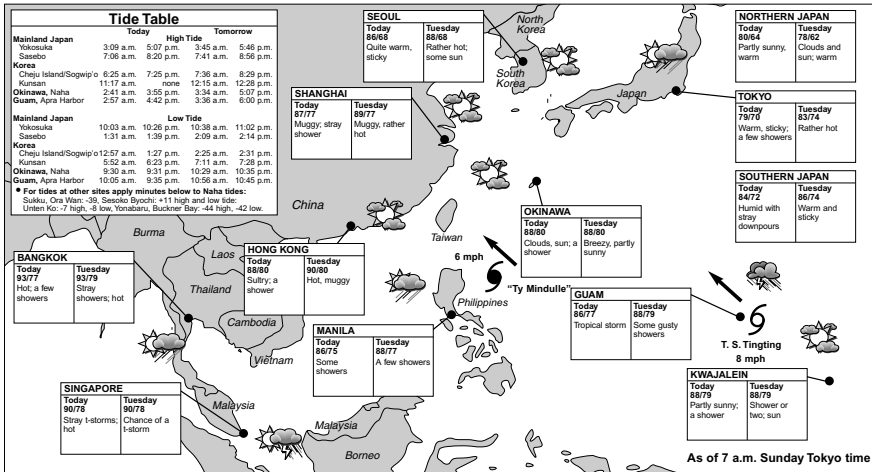 Tide Table
Today Tomorrow
Mainland Japan High Tide
Yokosuka 3:09 a.m. 5:07 p.m. 3:45 a.m. 5:46 p.m.
Sasebo 7:06 a.m. 8:20 p.m. 7:41 a.m. 8:56 p.m.
Korea
Cheju Island/Sogwip'o 6:25 a.m. 7:25 p.m. 7:36 a.m. 8:29 p.m.
Kunsan 11:17 a.m. none 12:15 a.m. 12:28 p.m.
Okinawa, Naha 2:41 a.m. 3:55 p.m. 3:34 a.m. 5:07 p.m.
Guam, Apra Harbor 2:57 a.m. 4:42 p.m. 3:36 a.m. 6:00 p.m.
Mainland Japan Low Tide
Yokosuka 10:03 a.m. 10:26 p.m. 10:38 a.m. 11:02 p.m.
Sasebo 1:31 a.m. 1:39 p.m. 2:09 a.m. 2:14 p.m.
Korea
Cheju Island/Sogwip'o 12:57 a.m. 1:27 p.m. 2:25 a.m. 2:31 p.m.
Kunsan 5:52 a.m. 6:23 p.m. 7:11 a.m. 7:28 p.m.
Okinawa, Naha 9:30 a.m. 9:31 p.m. 10:29 a.m. 10:35 p.m.
Guam, Apra Harbor 10:05 a.m. 9:35 p.m. 10:56 a.m. 10:45 p.m.
• For tides at other sites apply minutes below to Naha tides:
Sukku, Ora Wan: -39, Sesoko Byochi: +11 high and low tide:
Unten Ko: -7 high, -8 low, Yonabaru, Buckner Bay: -44 high, -42 low.
SEOUL
Today Tuesday
86/68 88/68
Quite warm, Rather hot;
sticky some sun
North
Korea
South
Korea
NORTHERN JAPAN
Today Tuesday
80/64 78/62
Partly sunny, Clouds and
warm sun; warm
Japan
TOKYO
Today Tuesday
79/70 83/74
Warm, sticky; Rather hot
a few showers
SHANGHAI
Today Tuesday
87/77 89/77
Muggy; stray Muggy, rather
shower hot
SOUTHERN JAPAN
Today Tuesday
84/72 86/74
Humid with Warm and
stray sticky
downpours
China
Taiwan
OKINAWA
Today Tuesday
88/80 88/80
Clouds, sun; a Breezy, partly
shower sunny
Burma
Laos
Thailand
Cambodia
Vietnam
HONG KONG
Today Tuesday
88/80 90/80
Sultry; a Hot, muggy
shower
BANGKOK
Today Tuesday
93/77 93/79
Hot; a few Stray
showers showers; hot
6 mph
"Ty Mindulle"
Philippines
GUAM
Today Tuesday
86/77 88/79
Tropical storm Some gusty
showers
T. S. Tingting
8 mph
MANILA
Today Tuesday
86/75 88/77
Some A few showers
showers
KWAJALEIN
Today Tuesday
88/79 88/79
Partly sunny; Shower or
a shower two; sun
SINGAPORE
Today Tuesday
90/78 90/78
Stray t-storms; Chance of a
hot t-storm
Malaysia
Malaysia
Borneo
As of 7 a.m. Sunday Tokyo time